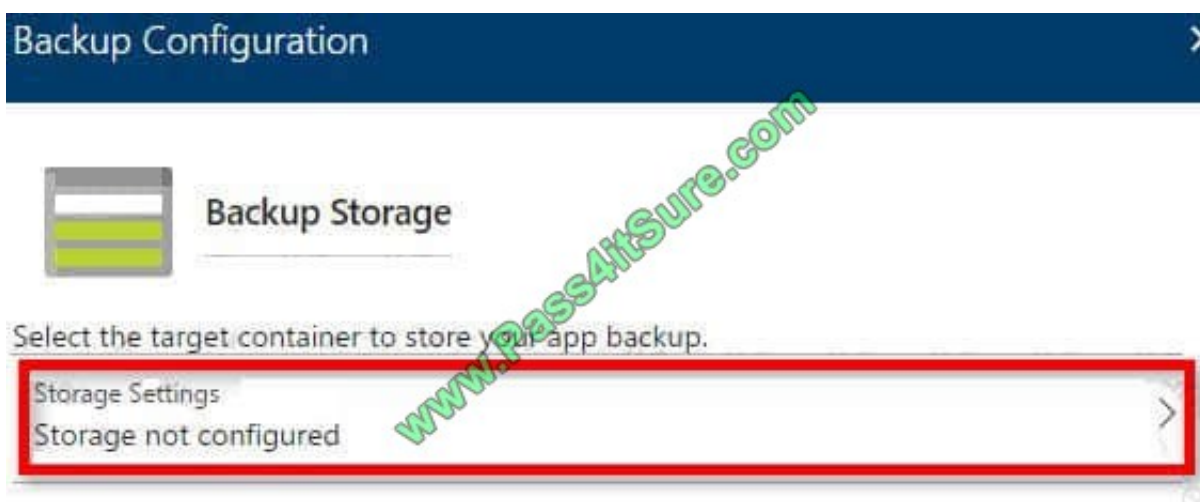 Backup Configuration
Backup Storage
Select the target container to store your app backup.
Storage Settings
Storage not configured
www.Pass4itSure.com